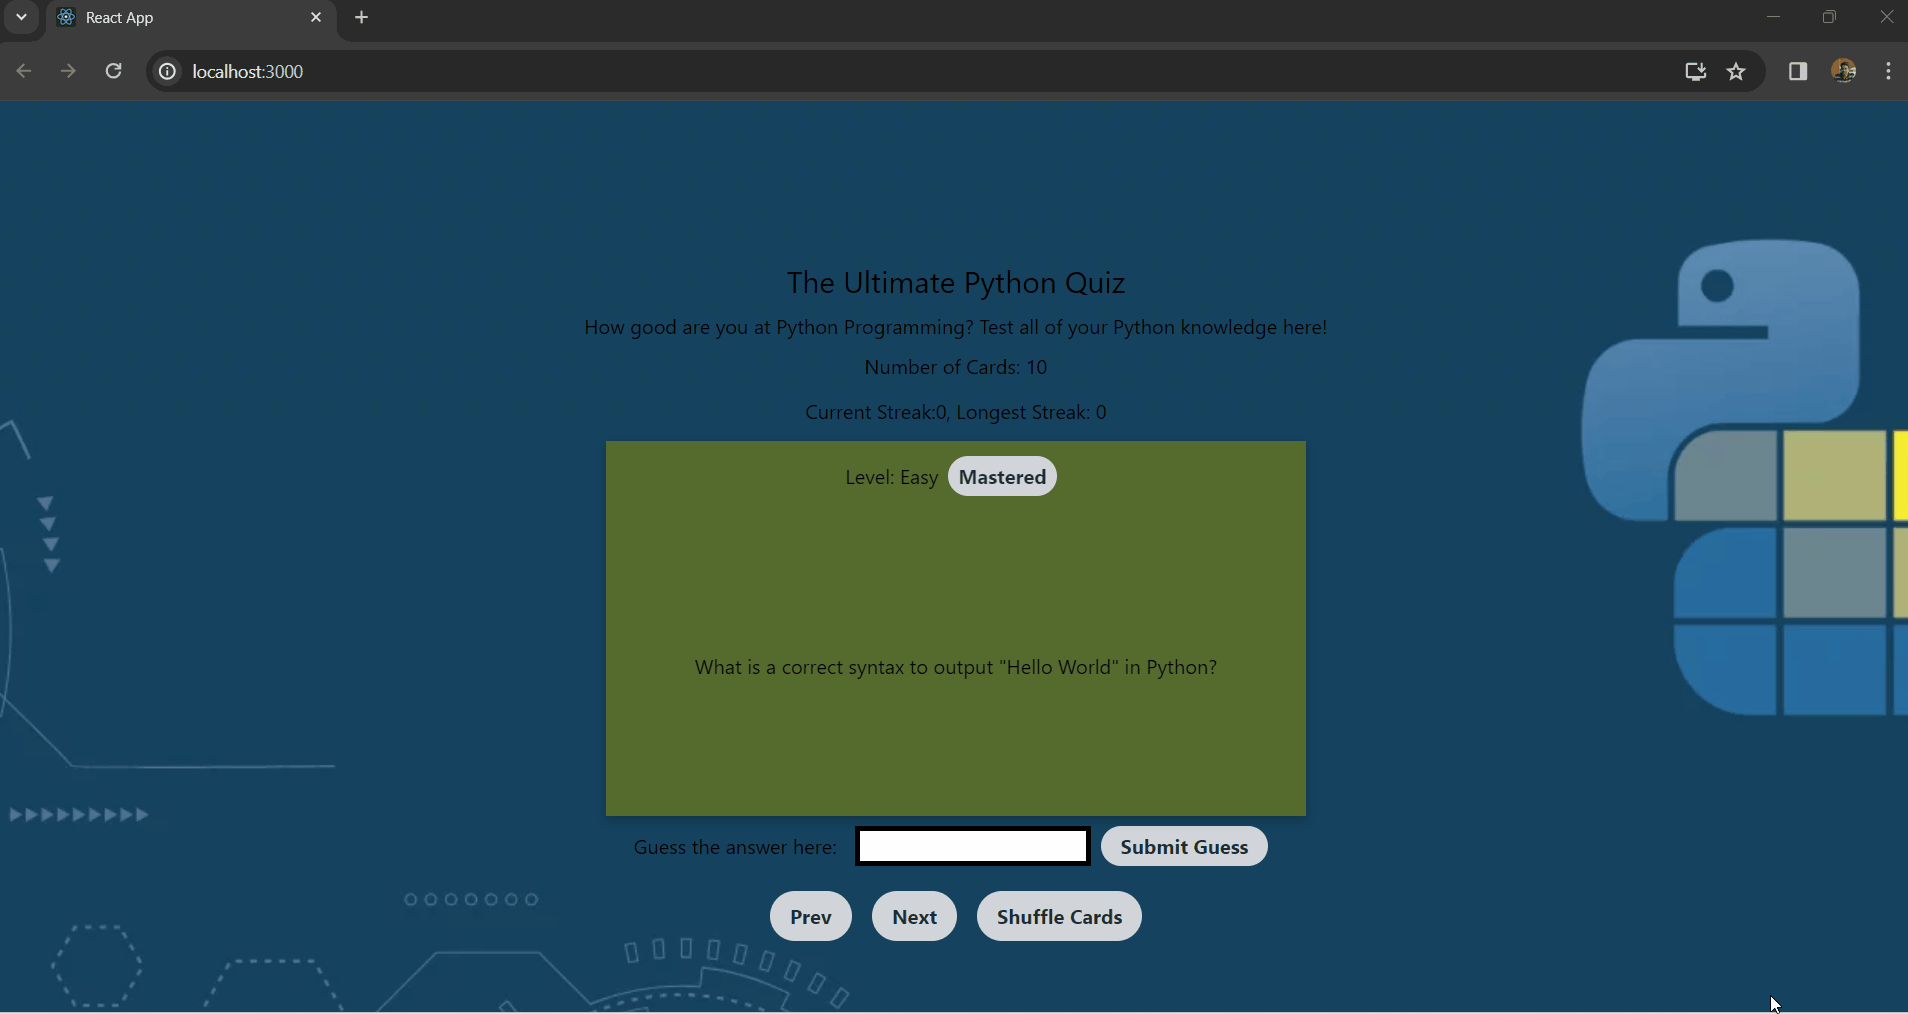 React App
localhost:3000
The Ultimate Python Quiz
How good are you at Python Programming? Test all of your Python knowledge here!
Number of Cards: 10
Current Streak:0, Longest Streak: 0
Level: Easy Mastered
What is a correct syntax to output "Hello World" in Python?
Guess the answer here: Submit Guess
Prev Next Shuffle Cards